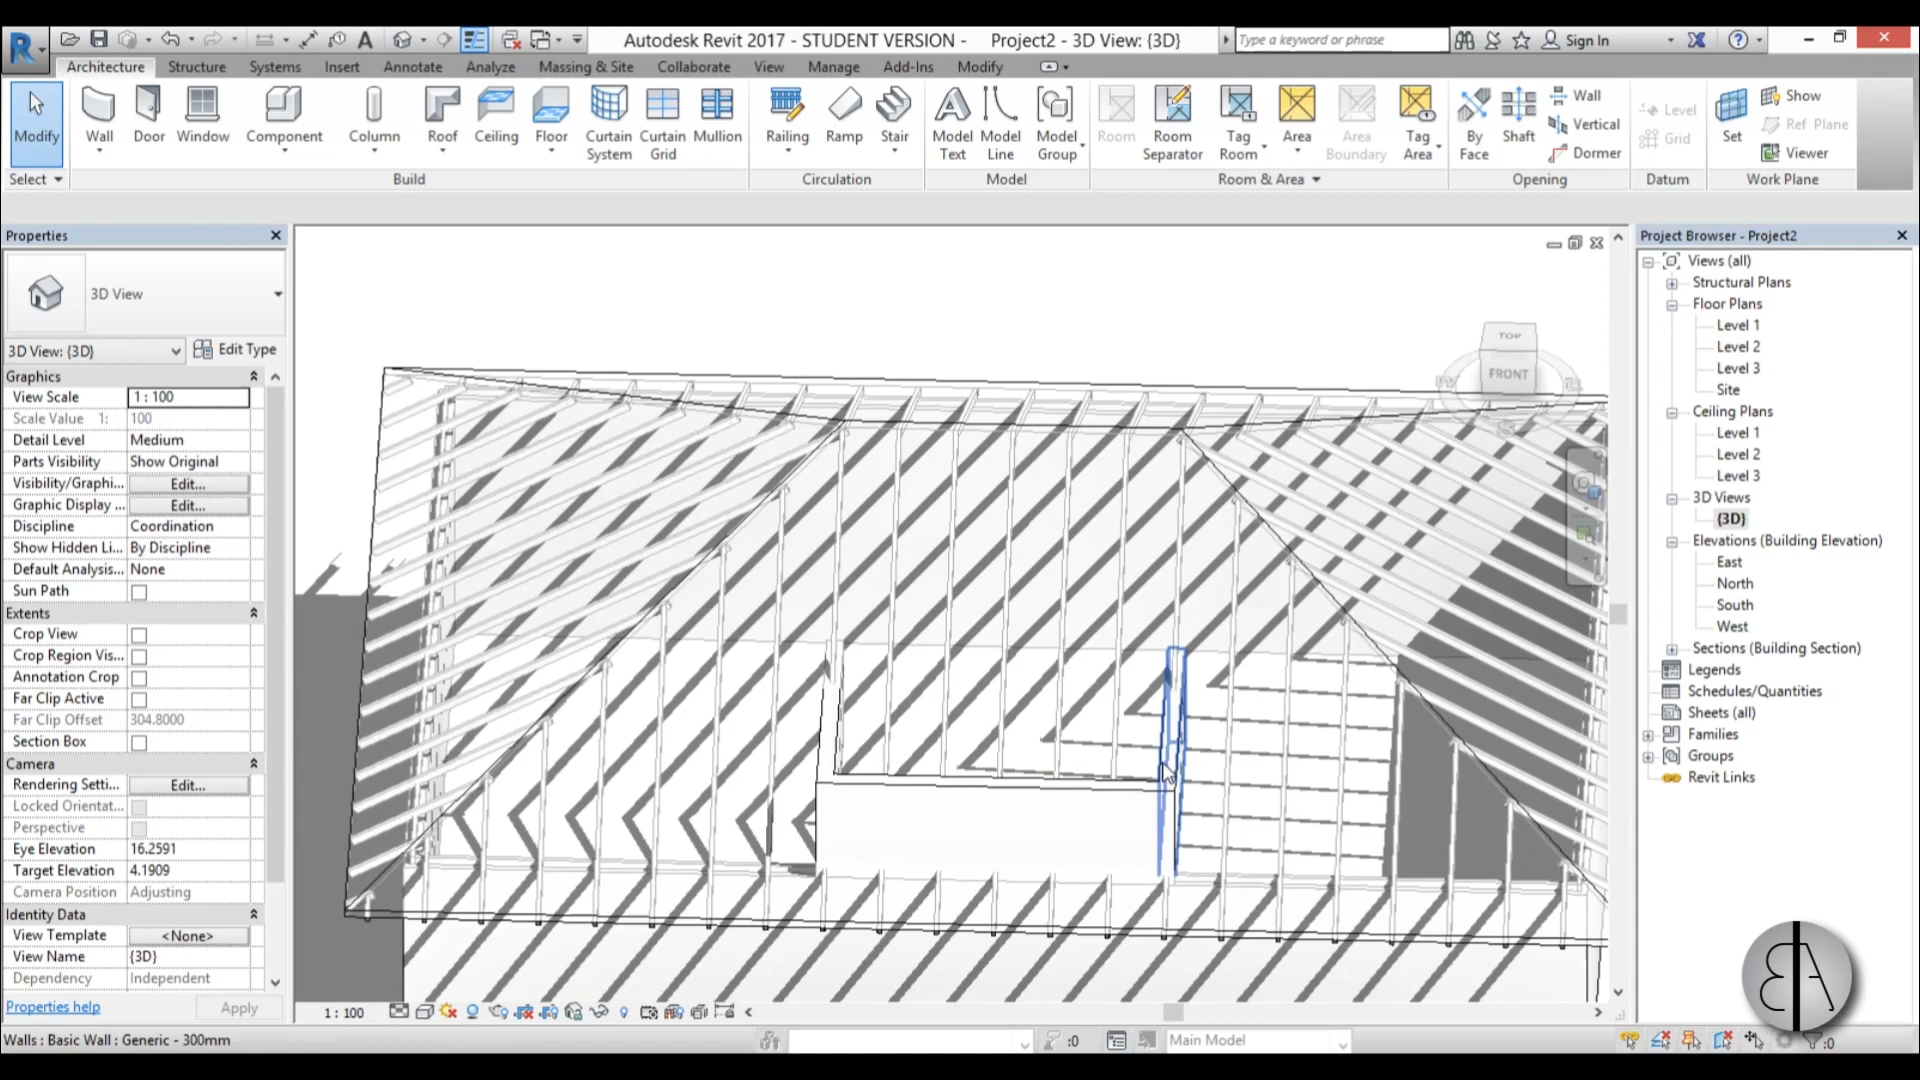 Autodesk Revit 2017 - STUDENT VERSION - Project2 - 3D View: {3D}
Type a keyword or phrase
Sign In
Architecture Structure Systems Insert Annotate Analyze Massing & Site Collaborate View Manage Add-Ins Modify
Modify Wall Door Window Component Column Roof Ceiling Floor Curtain System Curtain Grid Mullion Railing Ramp Stair Model Text Model Line Model Group Room Room Separator Tag Room Area Area Boundary Tag Area By Face Shaft Wall Vertical Dormer Level Grid Set Show Ref Plane Viewer
Select Build Circulation Model Room & Area Opening Datum Work Plane
Properties
3D View
3D View: {3D} Edit Type
Graphics
View Scale 1 : 100
Scale Value 1: 100
Detail Level Medium
Parts Visibility Show Original
Visibility/Graphi... Edit...
Graphic Display ... Edit...
Discipline Coordination
Show Hidden Li... By Discipline
Default Analysis... None
Sun Path
Extents
Crop View
Crop Region Vis...
Annotation Crop
Far Clip Active
Far Clip Offset 304.8000
Section Box
Camera
Rendering Setti... Edit...
Locked Orientat...
Perspective
Eye Elevation 16.2591
Target Elevation 4.1909
Camera Position Adjusting
Identity Data
View Template <None>
View Name {3D}
Dependency Independent
Properties help Apply
TOP
FRONT
1 : 100
Project Browser - Project2
Views (all)
Structural Plans
Floor Plans
Level 1
Level 2
Level 3
Site
Ceiling Plans
Level 1
Level 2
Level 3
3D Views
{3D}
Elevations (Building Elevation)
East
North
South
West
Sections (Building Section)
Legends
Schedules/Quantities
Sheets (all)
Families
Groups
Revit Links
Walls : Basic Wall : Generic - 300mm
:0
Main Model
:0